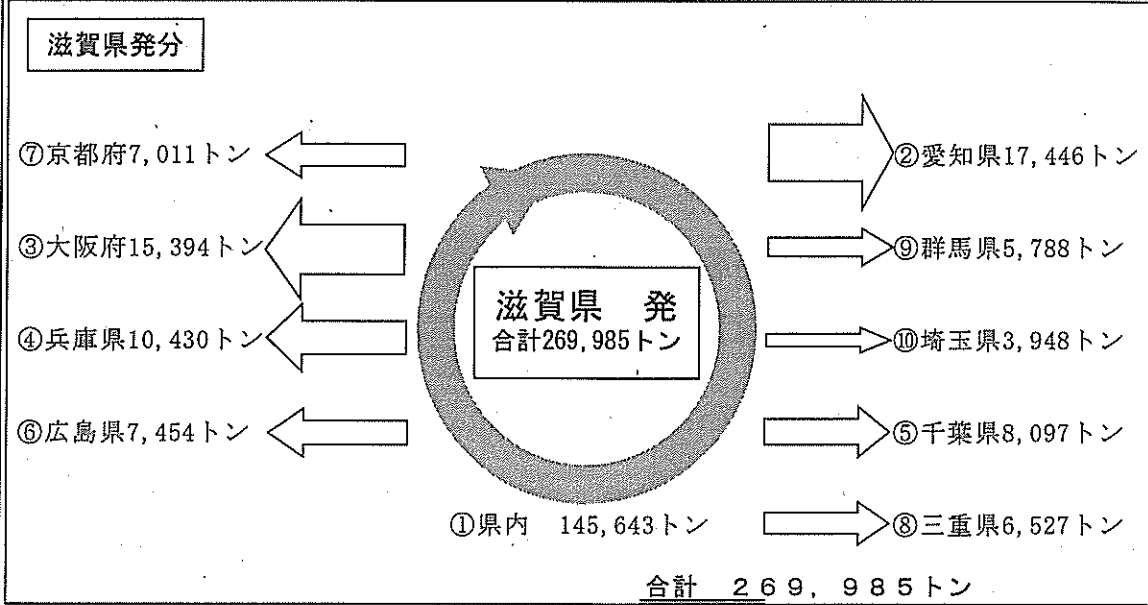 滋賀県発分
⑦京都府7,011トン
③大阪府15,394トン
④兵庫県10,430トン
⑥広島県7,454トン
滋賀県　発
合計269,985トン
①県内　145,643トン
②愛知県17,446トン
⑨群馬県5,788トン
⑩埼玉県3,948トン
⑤千葉県8,097トン
⑧三重県6,527トン
合計　２６９，９８５トン